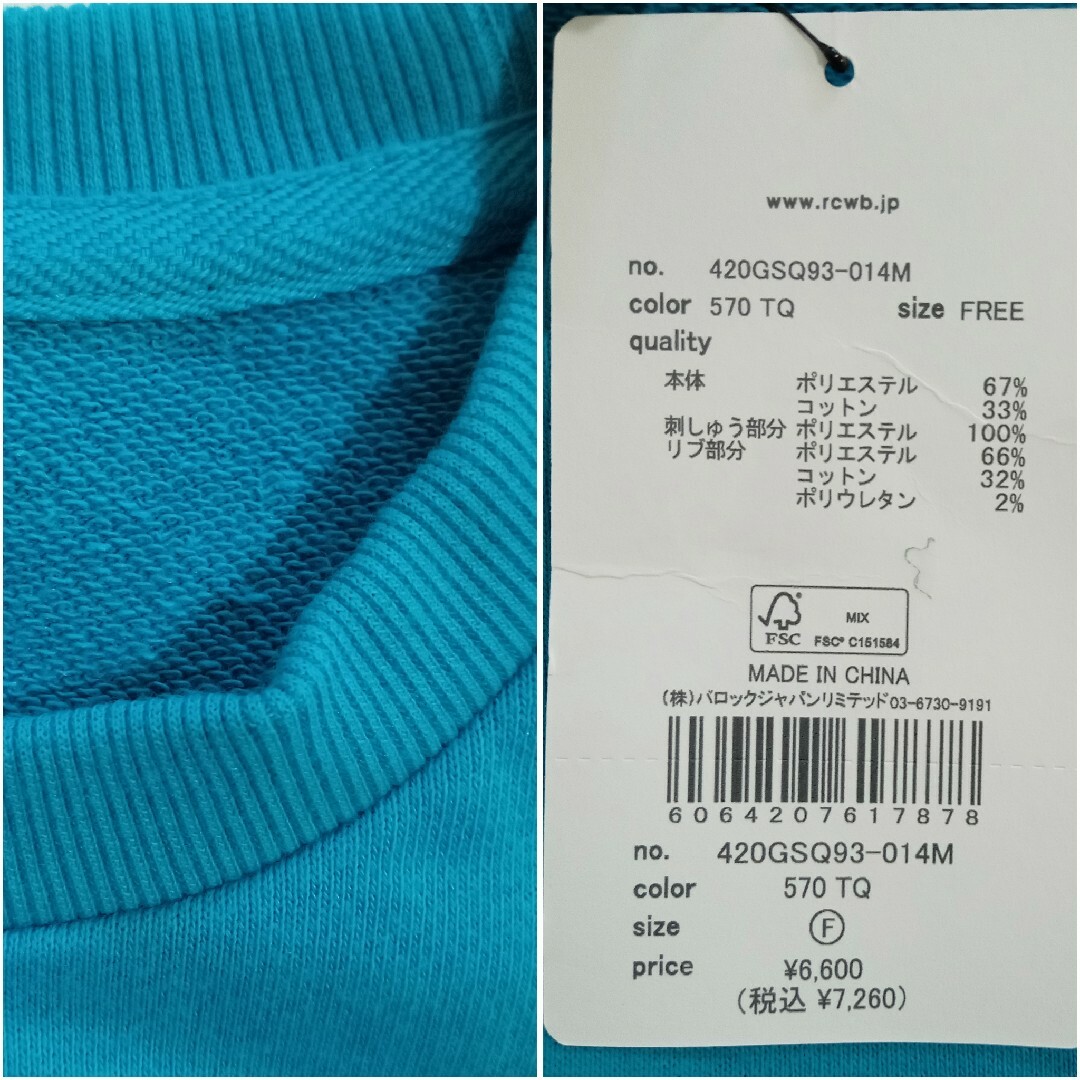 www.rcwb.jp
no. 420GSQ93-014M
color 570 TQ size FREE
quality
本体 ポリエステル 67%
コットン 33%
刺しゅう部分 ポリエステル 100%
リブ部分 ポリエステル 66%
コットン 32%
ポリウレタン 2%
MIX
FSC FSC® C151584
MADE IN CHINA
(株)バロックジャパンリミテッド03-6730-9191
6064207617878
no. 420GSQ93-014M
color 570 TQ
size Ⓕ
price ¥6,600
(税込 ¥7,260)